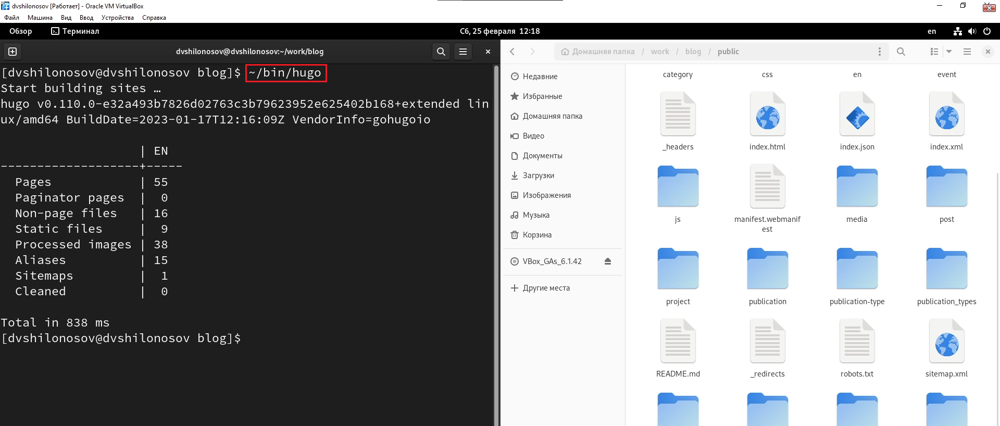 dvshilonosov [Работает] - Oracle VM VirtualBox
Файл Машина Вид Ввод Устройства Справка
Обзор Терминал Сб, 25 февраля 12:18 en
dvshilonosov@dvshilonosov:~/work/blog
[dvshilonosov@dvshilonosov blog]$ ~/bin/hugo
Start building sites …
hugo v0.110.0-e32a493b7826d02763c3b79623952e625402b168+extended lin
ux/amd64 BuildDate=2023-01-17T12:16:09Z VendorInfo=gohugoio
| EN
-------------------+-----
Pages | 55
Paginator pages | 0
Non-page files | 16
Static files | 9
Processed images | 38
Aliases | 15
Sitemaps | 1
Cleaned | 0
Total in 838 ms
[dvshilonosov@dvshilonosov blog]$
Домашняя папка / work / blog / public
Недавние
Избранные
Домашняя папка
Видео
Документы
Загрузки
Изображения
Музыка
Корзина
VBox_GAs_6.1.42
Другие места
category css en event
_headers index.html index.json index.xml
js manifest.webmanif
est media post
project publication publication-type publication_types
README.md _redirects robots.txt sitemap.xml